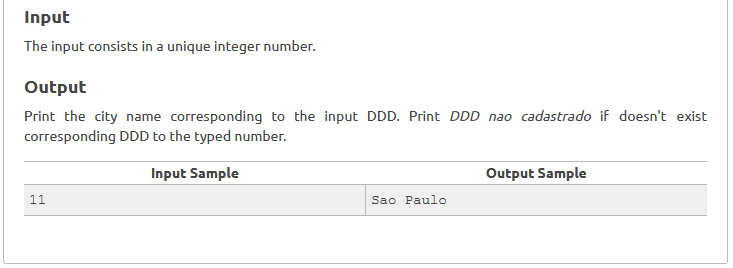 Input
The input consists in a unique integer number.
Output
Print the city name corresponding to the input DDD. Print DDD nao cadastrado if doesn't exist
corresponding DDD to the typed number.
Input Sample Output Sample
11 Sao Paulo